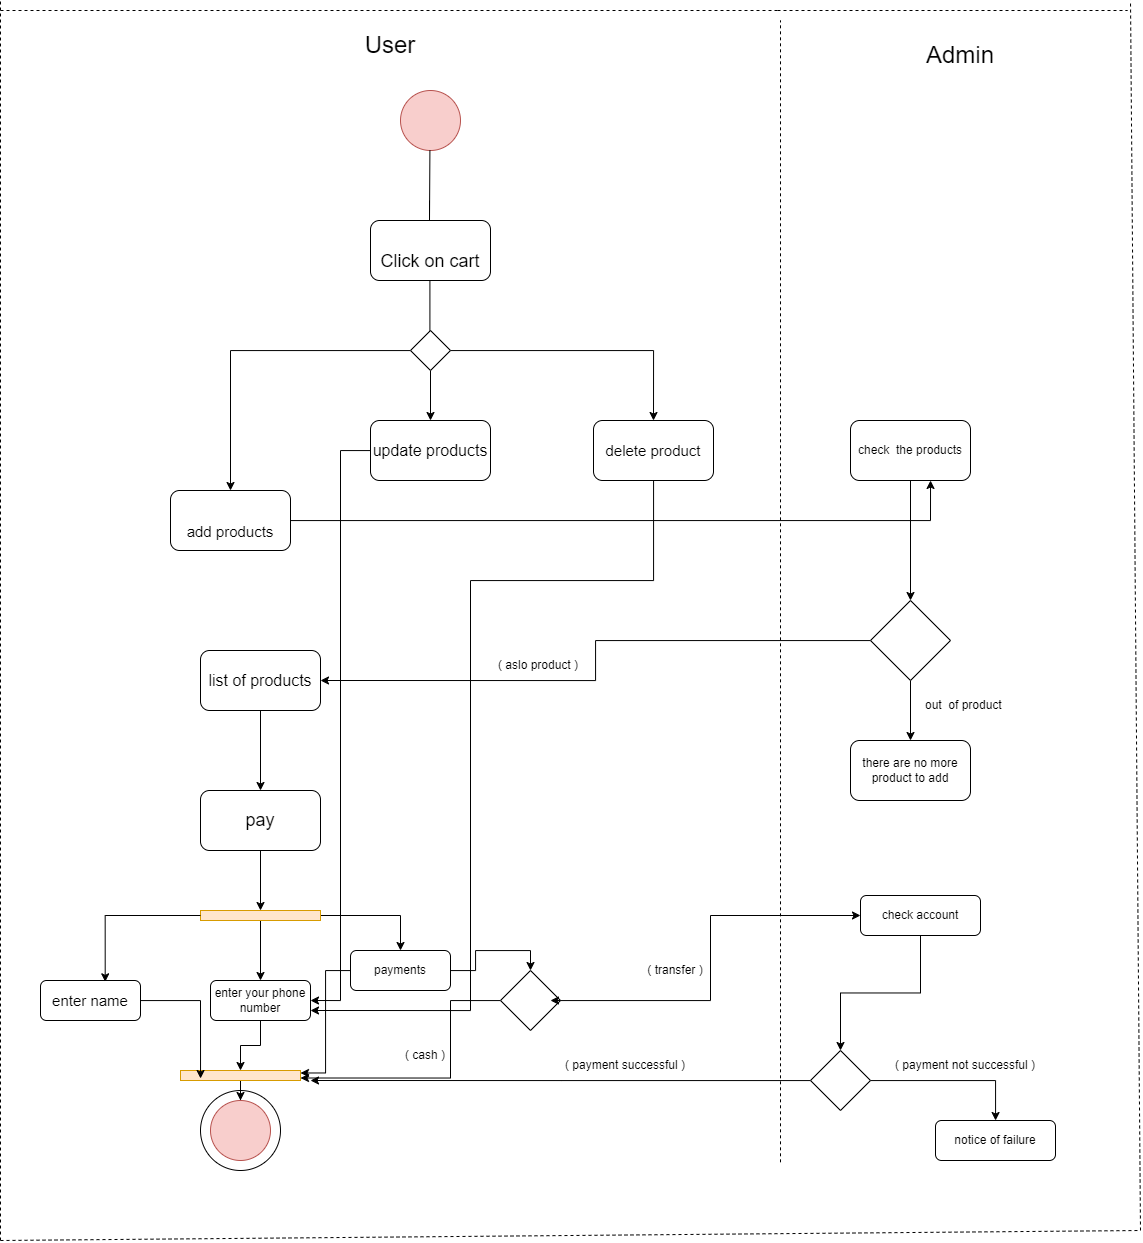 User
Admin
Click on cart
update products
delete product
check the products
add products
( aslo product )
list of products
out of product
there are no more
product to add
pay
check account
payments
( transfer )
enter name
enter your phone
number
( cash )
( payment successful )
( payment not successful )
notice of failure